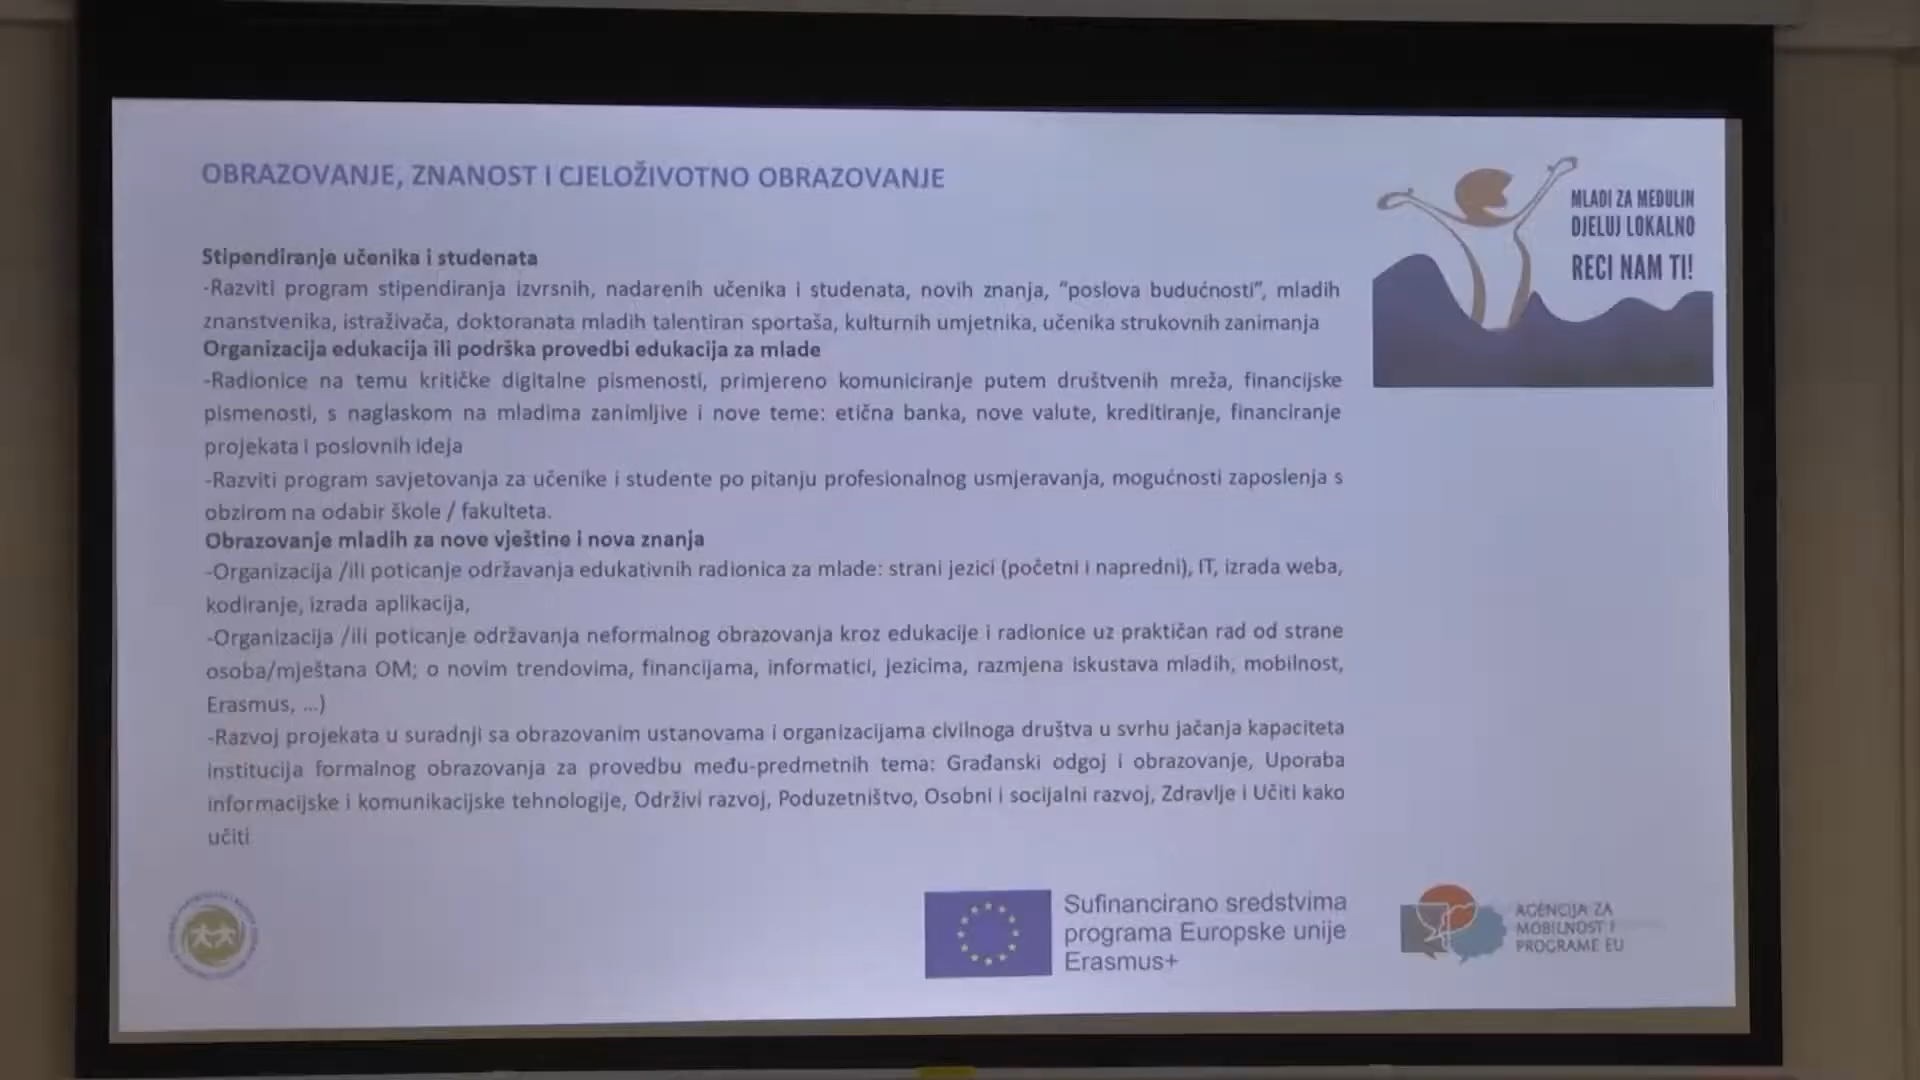 OBRAZOVANJE, ZNANOST I CJELOŽIVOTNO OBRAZOVANJE
MLADI ZA MEDULIN
DJELUJ LOKALNO
RECI NAM TI!
Stipendiranje učenika i studenata
-Razviti program stipendiranja izvrsnih, nadarenih učenika i studenata, novih znanja, “poslova budućnosti”, mladih
znanstvenika, istraživača, doktoranata mladih talentiran sportaša, kulturnih umjetnika, učenika strukovnih zanimanja
Organizacija edukacija ili podrška provedbi edukacija za mlade
-Radionice na temu kritičke digitalne pismenosti, primjereno komuniciranje putem društvenih mreža, financijske
pismenosti, s naglaskom na mladima zanimljive i nove teme: etična banka, nove valute, kreditiranje, financiranje
projekata i poslovnih ideja
-Razviti program savjetovanja za učenike i studente po pitanju profesionalnog usmjeravanja, mogućnosti zaposlenja s
obzirom na odabir škole / fakulteta.
Obrazovanje mladih za nove vještine i nova znanja
-Organizacija /ili poticanje održavanja edukativnih radionica za mlade: strani jezici (početni i napredni), IT, izrada weba,
kodiranje, izrada aplikacija,
-Organizacija /ili poticanje održavanja neformalnog obrazovanja kroz edukacije i radionice uz praktičan rad od strane
osoba/mještana OM; o novim trendovima, financijama, informatici, jezicima, razmjena iskustava mladih, mobilnost,
Erasmus, ...)
-Razvoj projekata u suradnji sa obrazovanim ustanovama i organizacijama civilnoga društva u svrhu jačanja kapaciteta
institucija formalnog obrazovanja za provedbu među-predmetnih tema: Građanski odgoj i obrazovanje, Uporaba
informacijske i komunikacijske tehnologije, Održivi razvoj, Poduzetništvo, Osobni i socijalni razvoj, Zdravlje i Učiti kako
učiti
Sufinancirano sredstvima
programa Europske unije
Erasmus+
AGENCIJA ZA
MOBILNOST I
PROGRAME EU